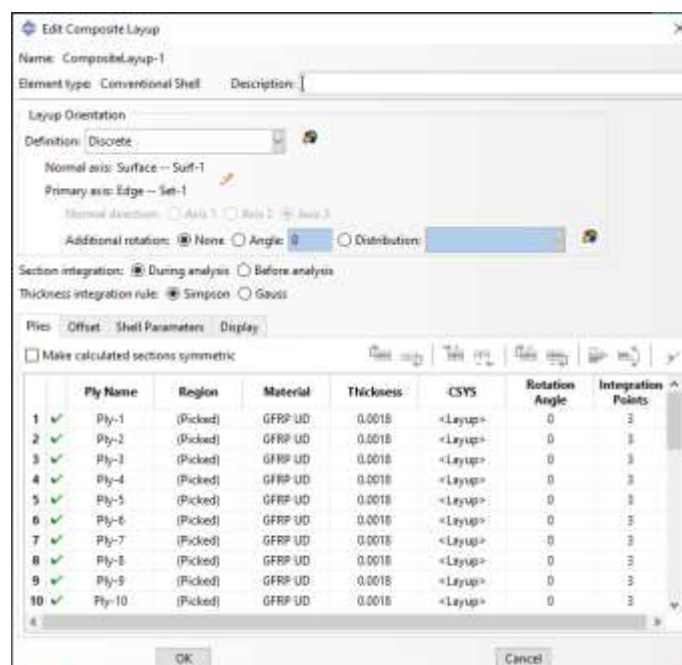 Edit Composite Layup
Name: CompositeLayup-1
Element type: Conventional Shell Description:
Layup Orientation
Definition: Discrete
Normal axis: Surface -- Surf-1
Primary axis: Edge -- Set-1
Normal direction: Axis 1 Axis 2 Axis 3
Additional rotation: None Angle: 0 Distribution:
Section integration: During analysis Before analysis
Thickness integration rule: Simpson Gauss
Plies Offset Shell Parameters Display
Make calculated sections symmetric
Ply Name Region Material Thickness CSYS Rotation Angle Integration Points
1 Ply-1 (Picked) GFRP UD 0.0018 <Layup> 0 3
2 Ply-2 (Picked) GFRP UD 0.0018 <Layup> 0 3
3 Ply-3 (Picked) GFRP UD 0.0018 <Layup> 0 3
4 Ply-4 (Picked) GFRP UD 0.0018 <Layup> 0 3
5 Ply-5 (Picked) GFRP UD 0.0018 <Layup> 0 3
6 Ply-6 (Picked) GFRP UD 0.0018 <Layup> 0 3
7 Ply-7 (Picked) GFRP UD 0.0018 <Layup> 0 3
8 Ply-8 (Picked) GFRP UD 0.0018 <Layup> 0 3
9 Ply-9 (Picked) GFRP UD 0.0018 <Layup> 0 3
10 Ply-10 (Picked) GFRP UD 0.0018 <Layup> 0 3
OK Cancel